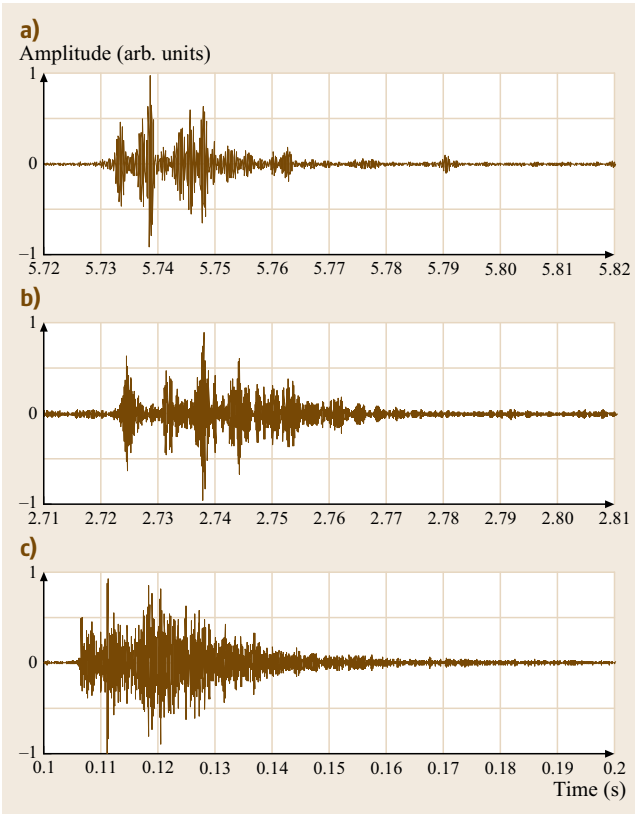 a)
Amplitude (arb. units)
1
0
–1
5.72 5.73 5.74 5.75 5.76 5.77 5.78 5.79 5.80 5.81 5.82
b)
1
0
–1
2.71 2.72 2.73 2.74 2.75 2.76 2.77 2.78 2.79 2.80 2.81
c)
1
0
–1
0.1 0.11 0.12 0.13 0.14 0.15 0.16 0.17 0.18 0.19 0.2
Time (s)